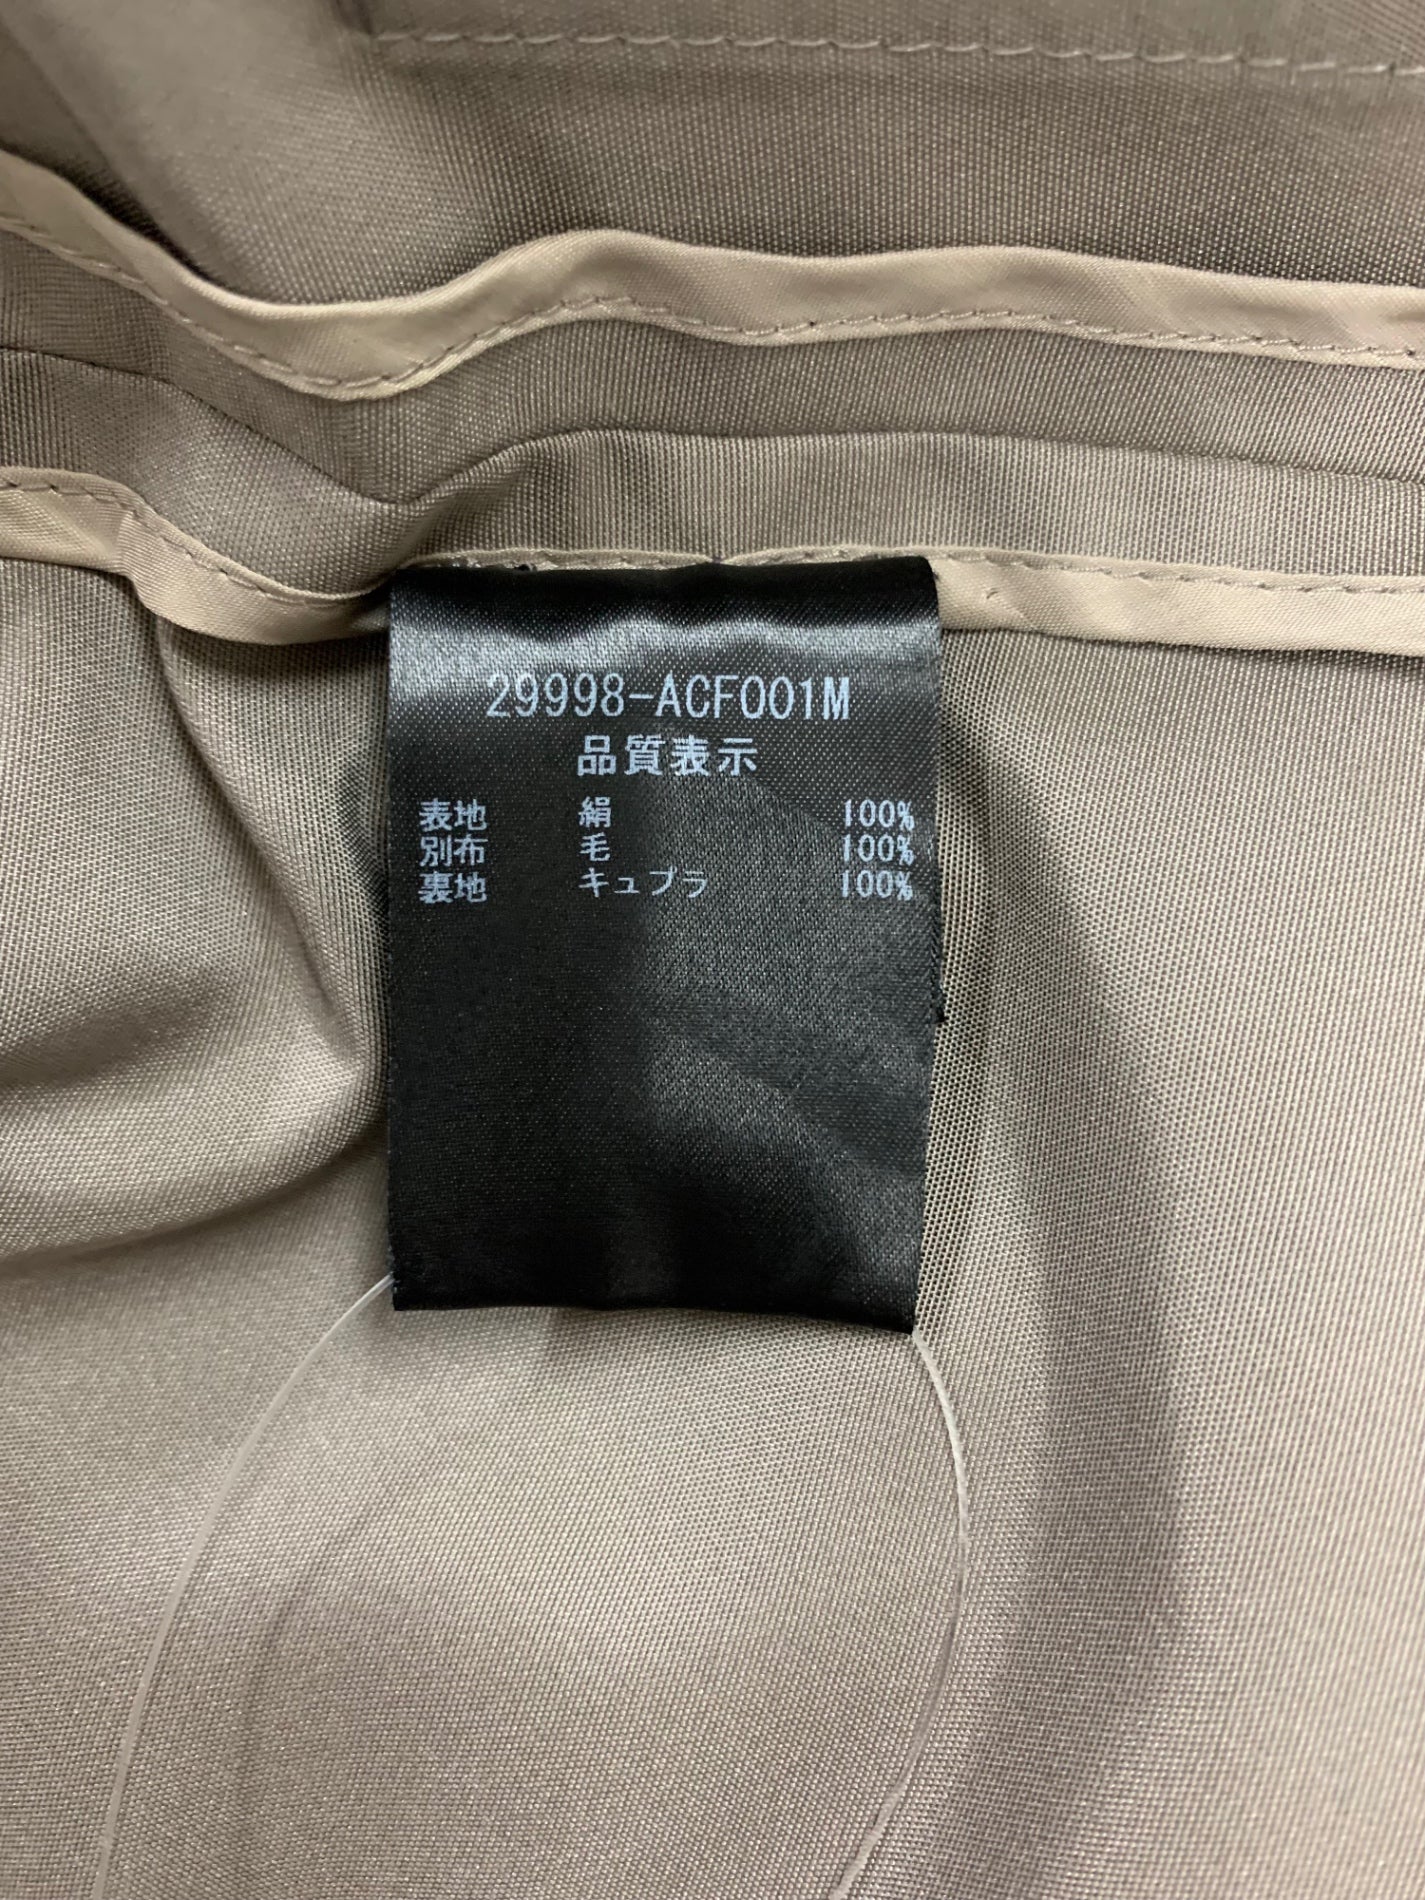 29998-ACF001M
品質表示
表地 絹 100%
別布 毛 100%
裏地 キュプラ 100%